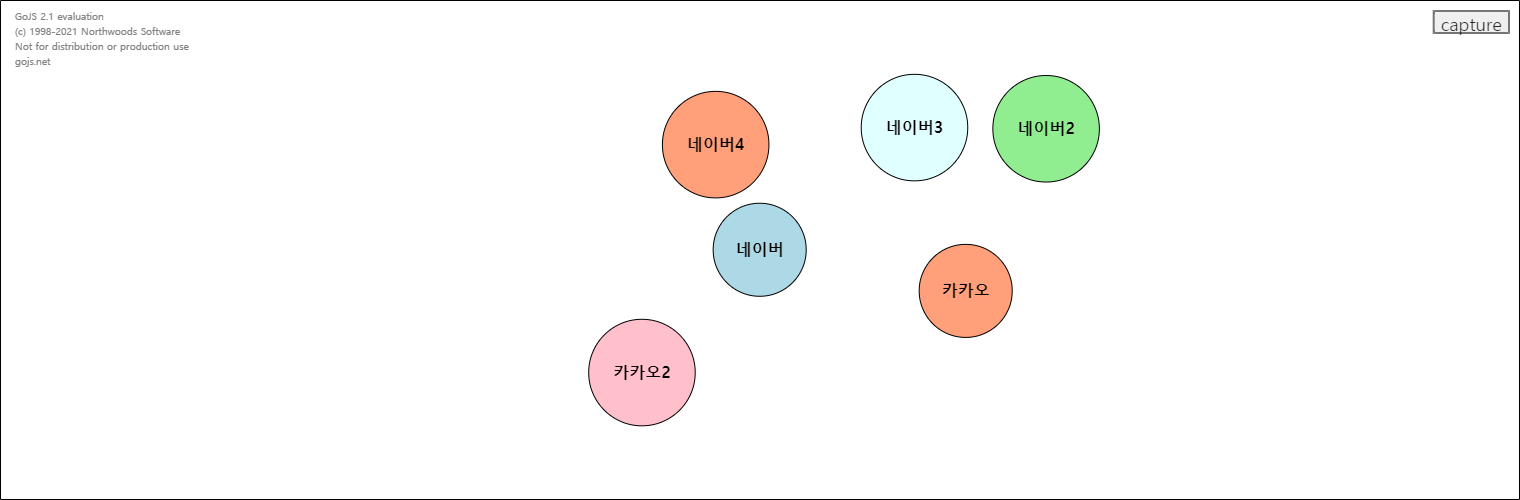 GoJS 2.1 evaluation
(c) 1998-2021 Northwoods Software
Not for distribution or production use
gojs.net
capture
네이버4
네이버3
네이버2
네이버
카카오
카카오2